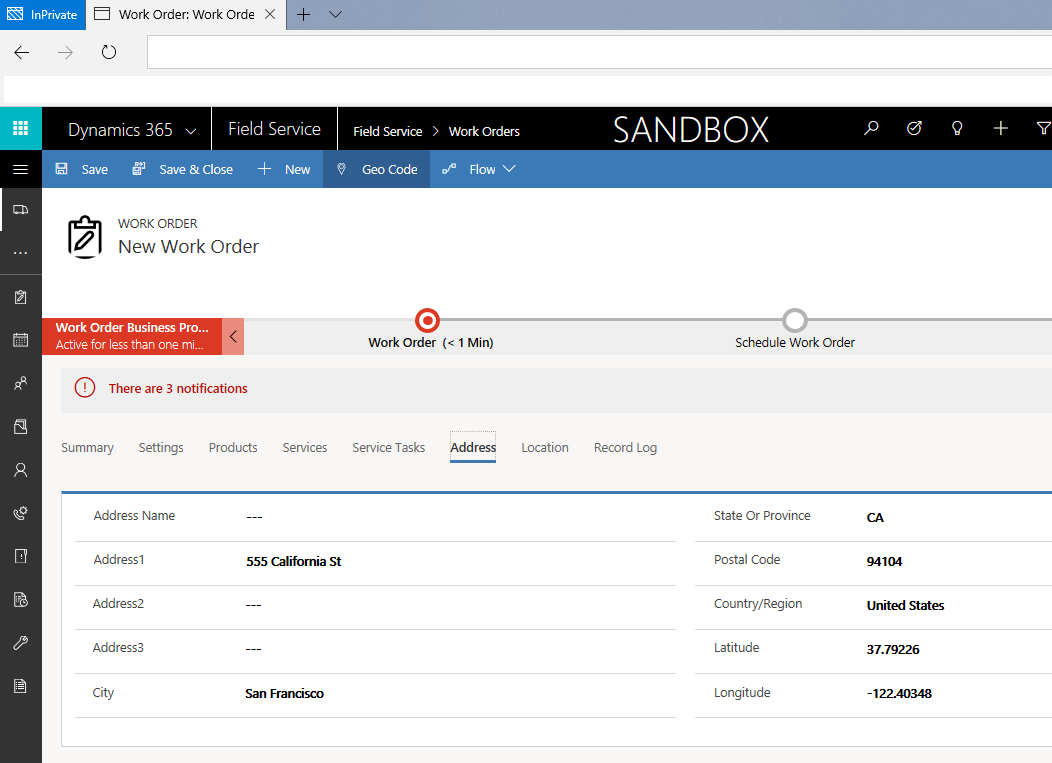 InPrivate Work Order: Work Orde
Dynamics 365 Field Service Field Service > Work Orders SANDBOX
Save Save & Close New Geo Code Flow
WORK ORDER
New Work Order
Work Order Business Pro...
Active for less than one mi...
Work Order (< 1 Min) Schedule Work Order
There are 3 notifications
Summary Settings Products Services Service Tasks Address Location Record Log
Address Name --- State Or Province CA
Address1 555 California St Postal Code 94104
Address2 --- Country/Region United States
Address3 --- Latitude 37.79226
City San Francisco Longitude -122.40348